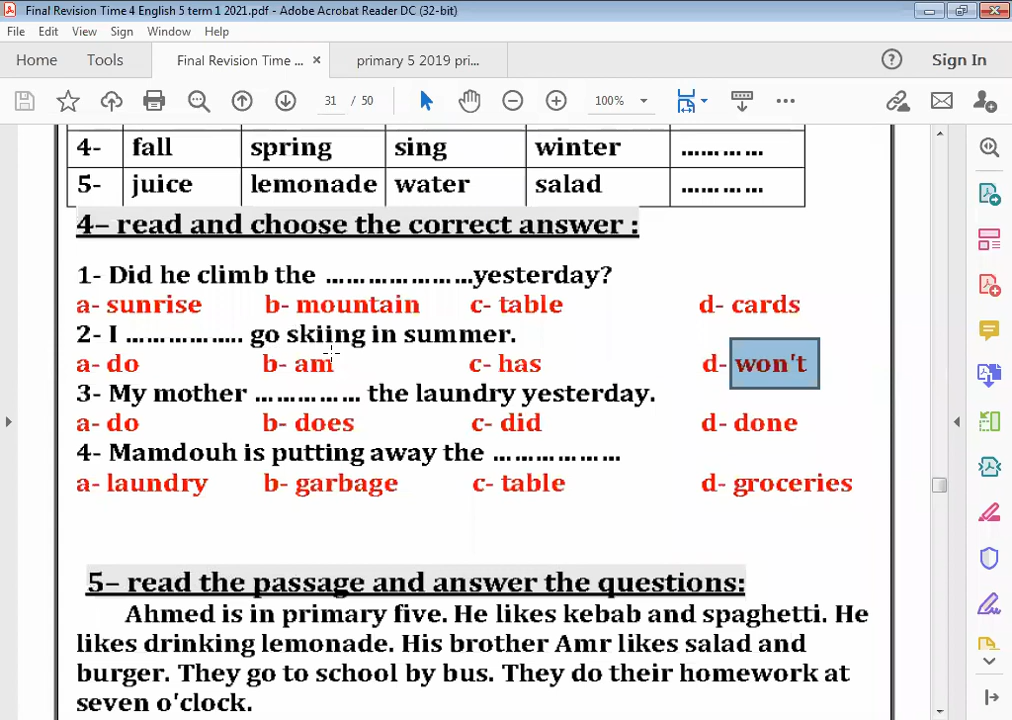 Final Revision Time 4 English 5 term 1 2021.pdf - Adobe Acrobat Reader DC (32-bit)
File Edit View Sign Window Help
Home Tools Final Revision Time ... × primary 5 2019 pri... ? Sign In
31 / 50 100%
4- fall spring sing winter …………
5- juice lemonade water salad …………
4– read and choose the correct answer :
1- Did he climb the …………………yesterday?
a- sunrise b- mountain c- table d- cards
2- I …………….. go skiing in summer.
a- do b- am c- has d- won't
3- My mother …………… the laundry yesterday.
a- do b- does c- did d- done
4- Mamdouh is putting away the ………………
a- laundry b- garbage c- table d- groceries
5– read the passage and answer the questions:
Ahmed is in primary five. He likes kebab and spaghetti. He
likes drinking lemonade. His brother Amr likes salad and
burger. They go to school by bus. They do their homework at
seven o'clock.